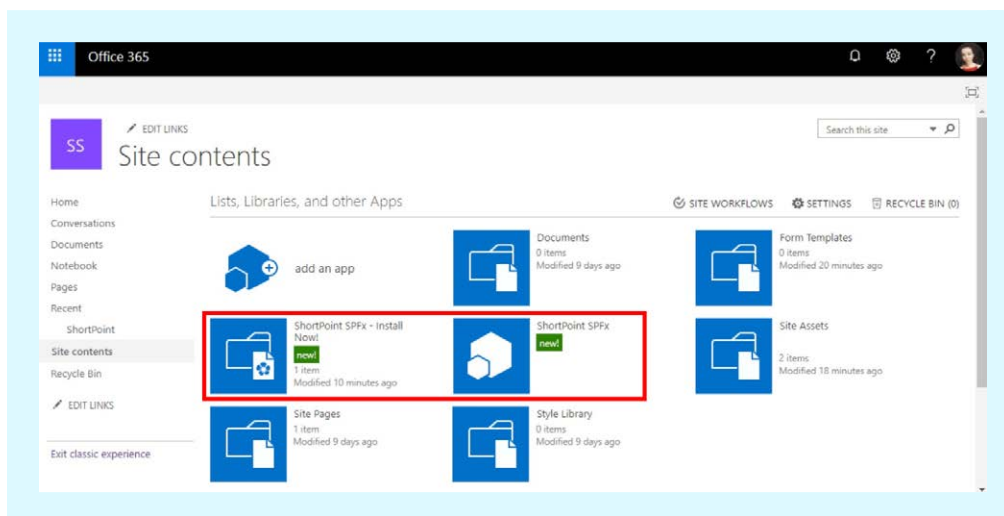 Office 365
?
EDIT LINKS
SS
Site contents
Search this site
Home
Conversations
Documents
Notebook
Pages
Recent
ShortPoint
Site contents
Recycle Bin
EDIT LINKS
Exit classic experience
Lists, Libraries, and other Apps
SITE WORKFLOWS
SETTINGS
RECYCLE BIN (0)
add an app
Documents
0 items
Modified 9 days ago
Form Templates
0 items
Modified 20 minutes ago
ShortPoint SPFx - Install
Now!
new!
1 item
Modified 10 minutes ago
ShortPoint SPFx
new!
Site Assets
2 items
Modified 18 minutes ago
Site Pages
1 item
Modified 9 days ago
Style Library
0 items
Modified 9 days ago